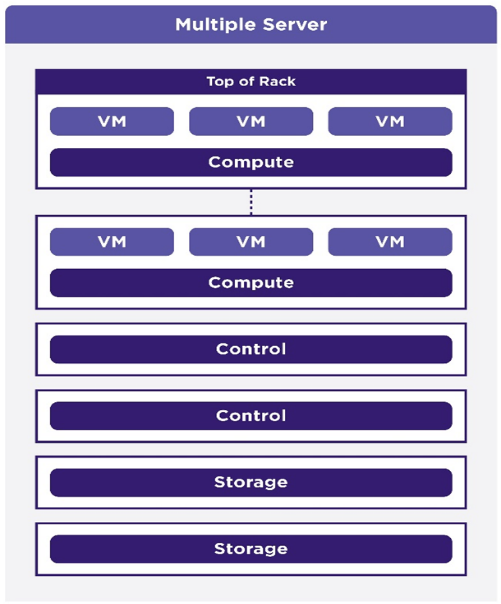 Multiple Server
Top of Rack
VM VM VM
Compute
VM VM VM
Compute
Control
Control
Storage
Storage